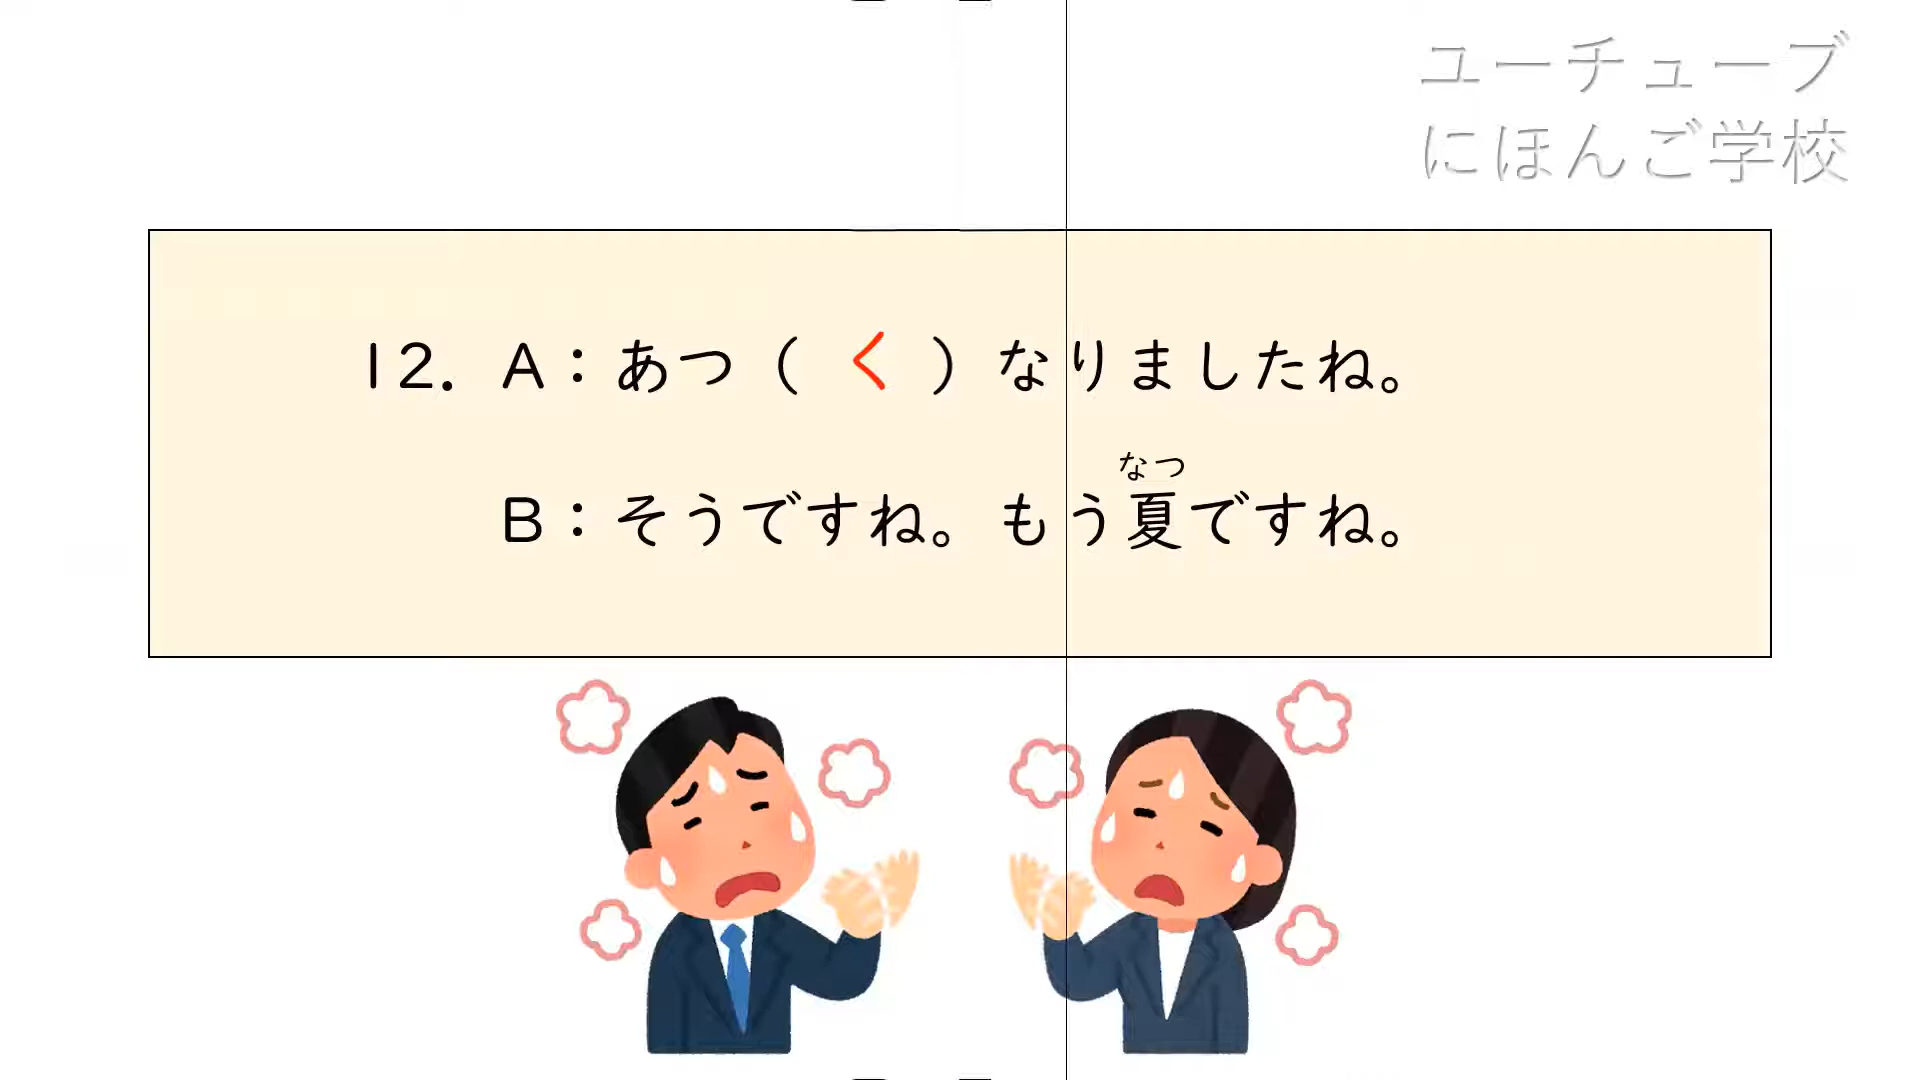 ユーチューブ
にほんご学校
12. A：あつ（ く ）なりましたね。
なつ
B：そうですね。もう夏ですね。